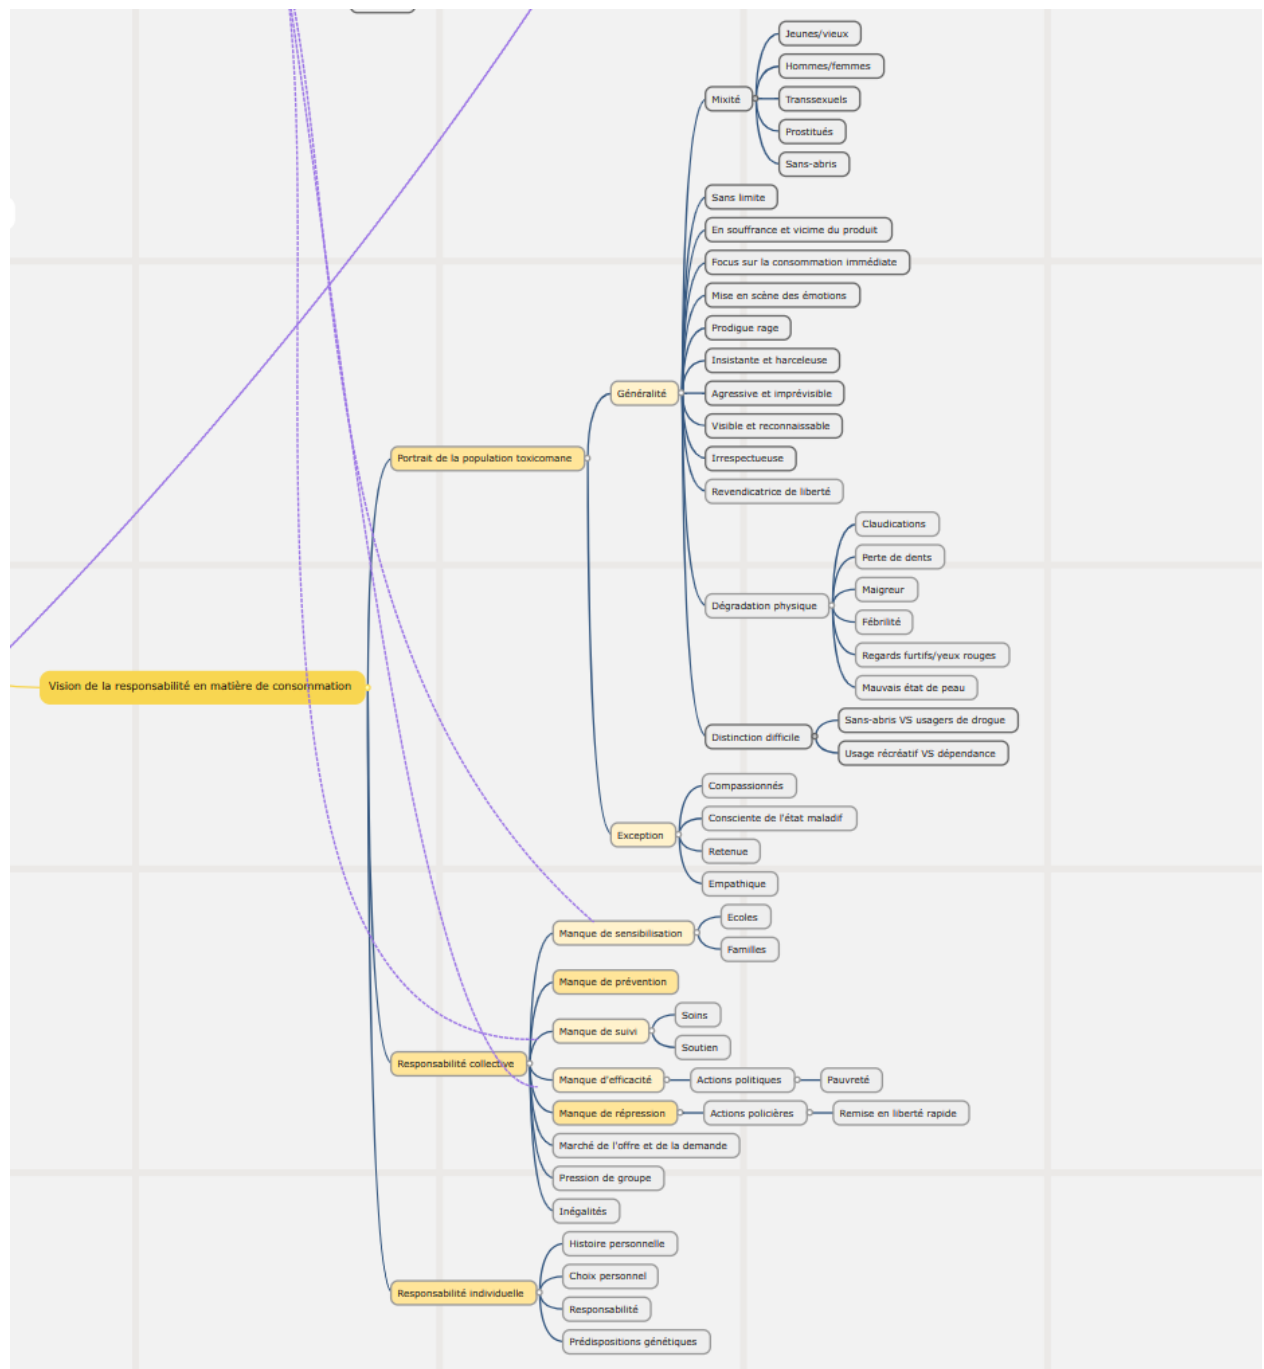 Jeunes/vieux
Hommes/femmes
Mixité
Transsexuels
Prostitués
Sans-abris
Sans limite
En souffrance et vicime du produit
Focus sur la consommation immédiate
Mise en scène des émotions
Prodigue rage
Insistante et harceleuse
Généralité
Agressive et imprévisible
Visible et reconnaissable
Portrait de la population toxicomane
Irrespectueuse
Revendicatrice de liberté
Claudications
Perte de dents
Maigreur
Dégradation physique
Fébrilité
Regards furtifs/yeux rouges
Vision de la responsabilité en matière de consommation
Mauvais état de peau
Sans-abris VS usagers de drogue
Distinction difficile
Usage récréatif VS dépendance
Compassionnés
Consciente de l'état maladif
Exception
Retenue
Empathique
Ecoles
Manque de sensibilisation
Familles
Manque de prévention
Soins
Manque de suivi
Soutien
Responsabilité collective
Manque d'efficacité
Actions politiques
Pauvreté
Manque de répression
Actions policières
Remise en liberté rapide
Marché de l'offre et de la demande
Pression de groupe
Inégalités
Histoire personnelle
Choix personnel
Responsabilité individuelle
Responsabilité
Prédispositions génétiques